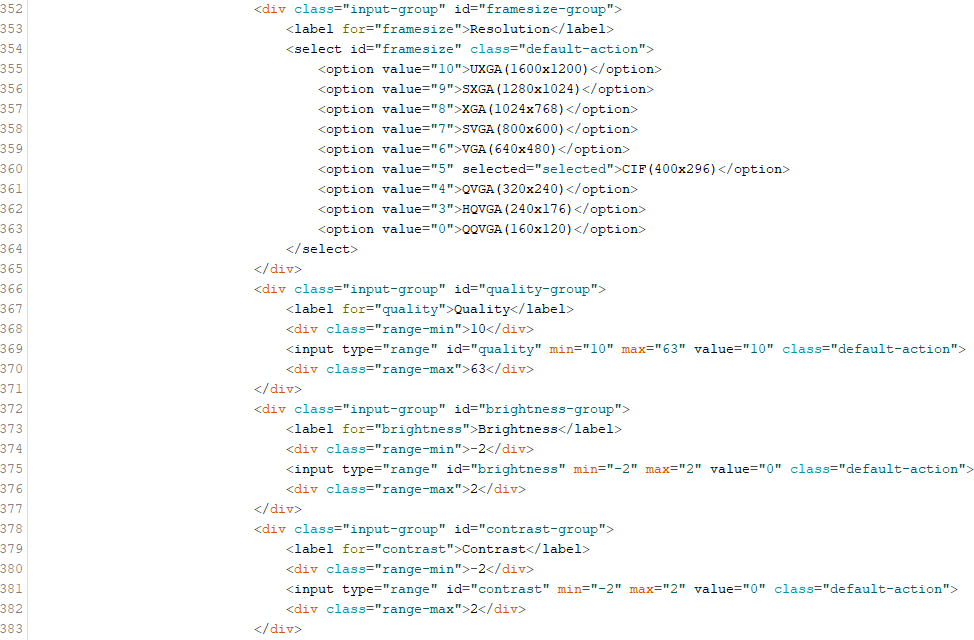 352 <div class="input-group" id="framesize-group">
353 <label for="framesize">Resolution</label>
354 <select id="framesize" class="default-action">
355 <option value="10">UXGA(1600x1200)</option>
356 <option value="9">SXGA(1280x1024)</option>
357 <option value="8">XGA(1024x768)</option>
358 <option value="7">SVGA(800x600)</option>
359 <option value="6">VGA(640x480)</option>
360 <option value="5" selected="selected">CIF(400x296)</option>
361 <option value="4">QVGA(320x240)</option>
362 <option value="3">HQVGA(240x176)</option>
363 <option value="0">QQVGA(160x120)</option>
364 </select>
365 </div>
366 <div class="input-group" id="quality-group">
367 <label for="quality">Quality</label>
368 <div class="range-min">10</div>
369 <input type="range" id="quality" min="10" max="63" value="10" class="default-action">
370 <div class="range-max">63</div>
371 </div>
372 <div class="input-group" id="brightness-group">
373 <label for="brightness">Brightness</label>
374 <div class="range-min">-2</div>
375 <input type="range" id="brightness" min="-2" max="2" value="0" class="default-action">
376 <div class="range-max">2</div>
377 </div>
378 <div class="input-group" id="contrast-group">
379 <label for="contrast">Contrast</label>
380 <div class="range-min">-2</div>
381 <input type="range" id="contrast" min="-2" max="2" value="0" class="default-action">
382 <div class="range-max">2</div>
383 </div>